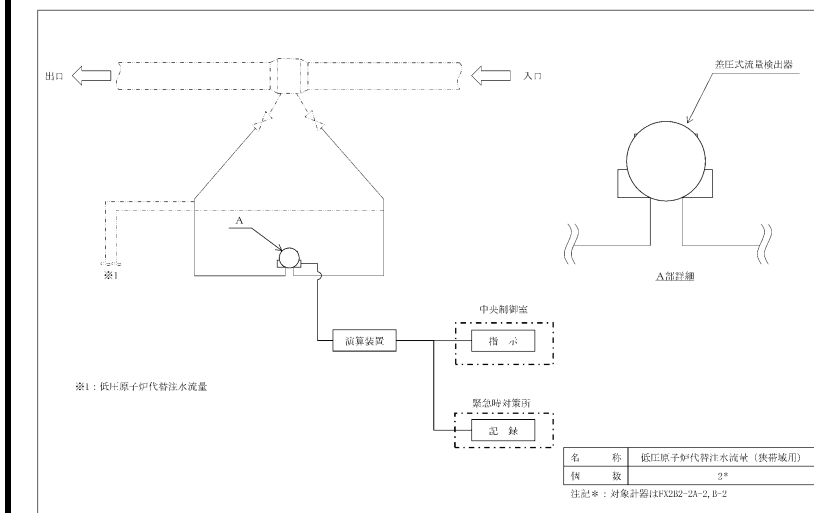 差圧式流量検出器
出口
入口
A
※1
A部詳細
中央制御室
演算装置
指 示
※1：低圧原子炉代替注水流量
緊急時対策所
記 録
名 称 低圧原子炉代替注水流量（狭帯域用）
個 数 2*
注記＊：対象計器はFX2B2-2A-2,B-2